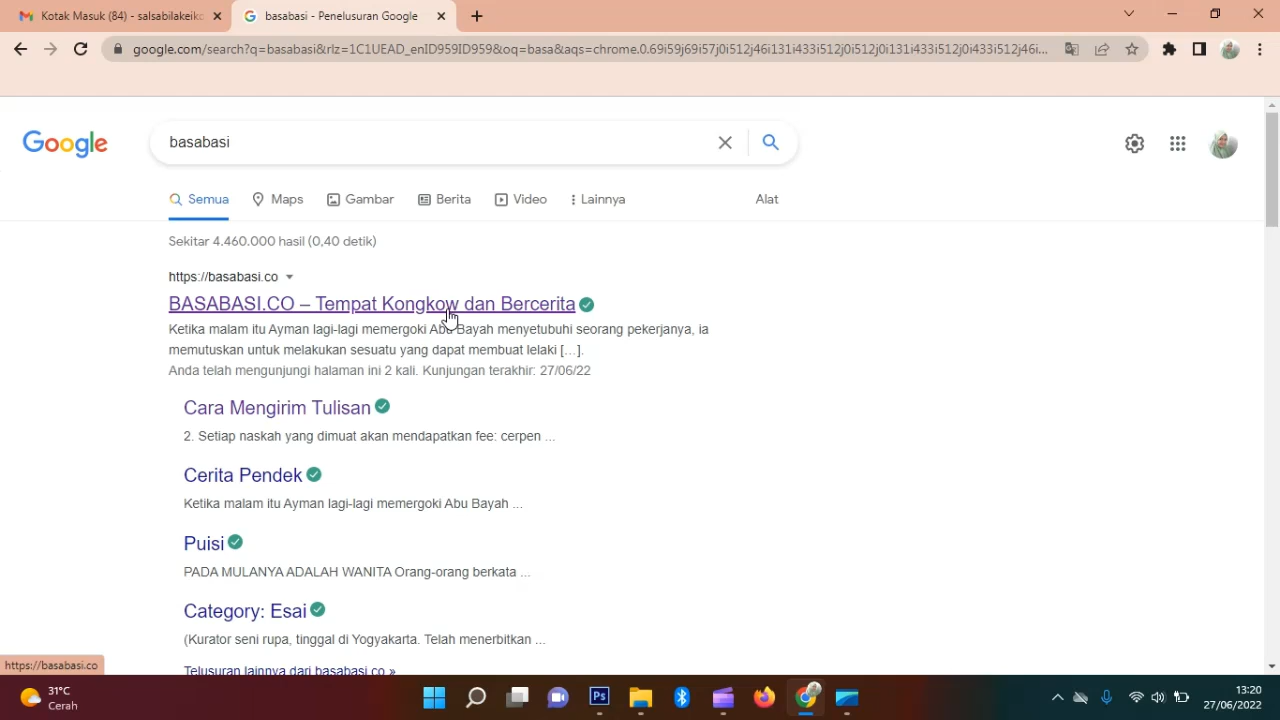 Kotak Masuk (84) - salsabilakeik
basabasi - Penelusuran Google
google.com/search?q=basabasi&rlz=1C1UEAD_enID959ID959&oq=basa&aqs=chrome.0.69i59j69i57j0i512j46i131i433i512j0i512j0i131i433i512j0i433i512j46i...
Google
basabasi
Semua
Maps
Gambar
Berita
Video
Lainnya
Alat
Sekitar 4.460.000 hasil (0,40 detik)
https://basabasi.co
BASABASI.CO – Tempat Kongkow dan Bercerita
Ketika malam itu Ayman lagi-lagi memergoki Abu Bayah menyetubuhi seorang pekerjanya, ia
memutuskan untuk melakukan sesuatu yang dapat membuat lelaki [...].
Anda telah mengunjungi halaman ini 2 kali. Kunjungan terakhir: 27/06/22
Cara Mengirim Tulisan
2. Setiap naskah yang dimuat akan mendapatkan fee: cerpen ...
Cerita Pendek
Ketika malam itu Ayman lagi-lagi memergoki Abu Bayah ...
Puisi
PADA MULANYA ADALAH WANITA Orang-orang berkata ...
Category: Esai
(Kurator seni rupa, tinggal di Yogyakarta. Telah menerbitkan ...
Telusuran lainnya dari basabasi.co »
https://basabasi.co
31°C
Cerah
Ps
13:20
27/06/2022